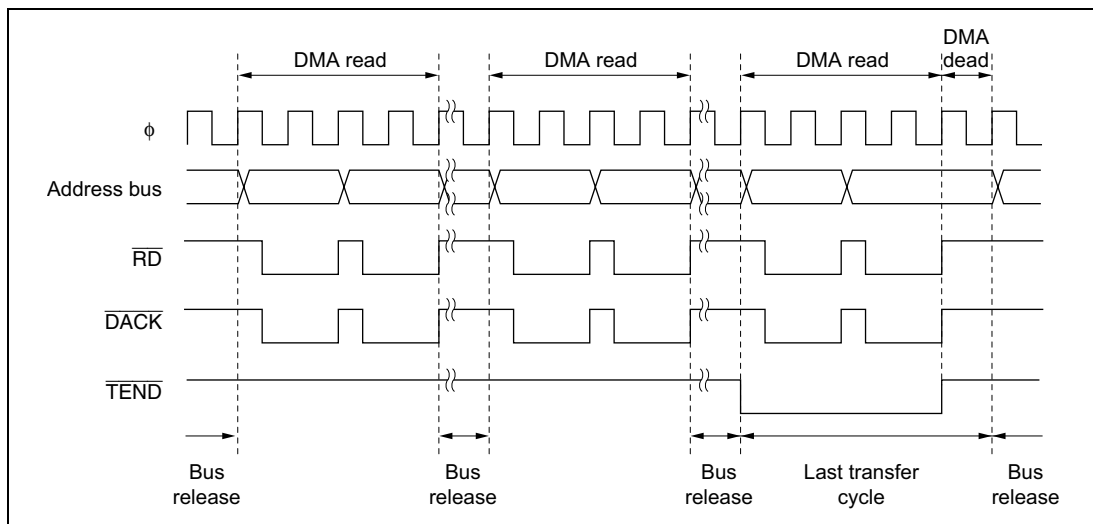 DMA read
DMA read
DMA read
DMA
dead
φ
Address bus
RD
DACK
TEND
Bus
release
Bus
release
Bus
release
Last transfer
cycle
Bus
release